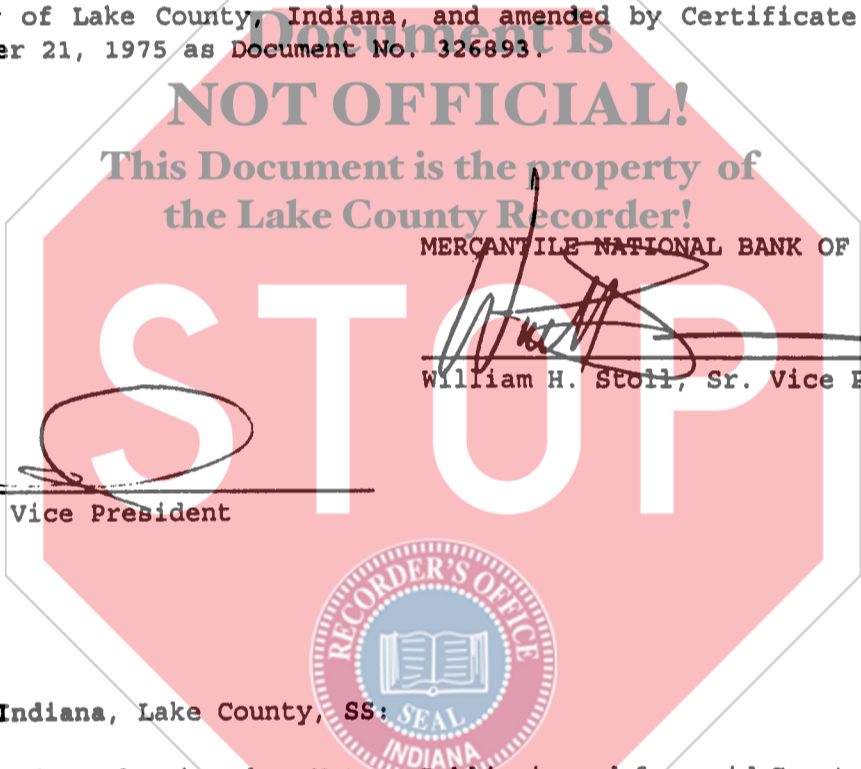 of Lake County, Indiana, and amended by Certificate
er 21, 1975 as Document No. 326893.
Document is
NOT OFFICIAL!
This Document is the property of
the Lake County Recorder!
MERCANTILE NATIONAL BANK OF
STOP
William H. Stoll, Sr. Vice P
Vice President
RECORDER'S OFFICE
SEAL
INDIANA
Indiana, Lake County, SS: